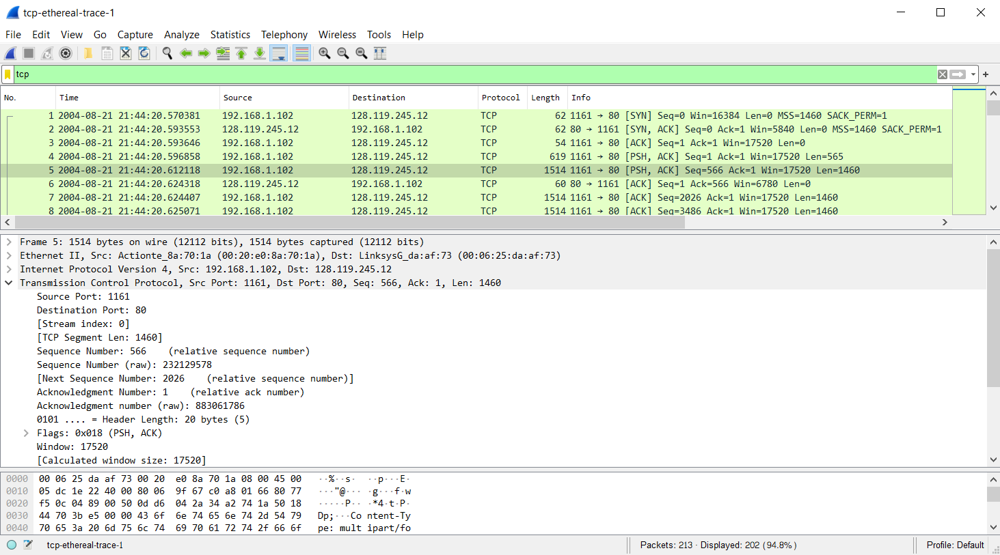 tcp-ethereal-trace-1
File Edit View Go Capture Analyze Statistics Telephony Wireless Tools Help
tcp
No. Time Source Destination Protocol Length Info
1 2004-08-21 21:44:20.570381 192.168.1.102 128.119.245.12 TCP 62 1161 → 80 [SYN] Seq=0 Win=16384 Len=0 MSS=1460 SACK_PERM=1
2 2004-08-21 21:44:20.593553 128.119.245.12 192.168.1.102 TCP 62 80 → 1161 [SYN, ACK] Seq=0 Ack=1 Win=5840 Len=0 MSS=1460 SACK_PERM=1
3 2004-08-21 21:44:20.593646 192.168.1.102 128.119.245.12 TCP 54 1161 → 80 [ACK] Seq=1 Ack=1 Win=17520 Len=0
4 2004-08-21 21:44:20.596858 192.168.1.102 128.119.245.12 TCP 619 1161 → 80 [PSH, ACK] Seq=1 Ack=1 Win=17520 Len=565
5 2004-08-21 21:44:20.612118 192.168.1.102 128.119.245.12 TCP 1514 1161 → 80 [PSH, ACK] Seq=566 Ack=1 Win=17520 Len=1460
6 2004-08-21 21:44:20.624318 128.119.245.12 192.168.1.102 TCP 60 80 → 1161 [ACK] Seq=1 Ack=566 Win=6780 Len=0
7 2004-08-21 21:44:20.624407 192.168.1.102 128.119.245.12 TCP 1514 1161 → 80 [ACK] Seq=2026 Ack=1 Win=17520 Len=1460
8 2004-08-21 21:44:20.625071 192.168.1.102 128.119.245.12 TCP 1514 1161 → 80 [ACK] Seq=3486 Ack=1 Win=17520 Len=1460
Frame 5: 1514 bytes on wire (12112 bits), 1514 bytes captured (12112 bits)
Ethernet II, Src: Actionte_8a:70:1a (00:20:e0:8a:70:1a), Dst: LinksysG_da:af:73 (00:06:25:da:af:73)
Internet Protocol Version 4, Src: 192.168.1.102, Dst: 128.119.245.12
Transmission Control Protocol, Src Port: 1161, Dst Port: 80, Seq: 566, Ack: 1, Len: 1460
Source Port: 1161
Destination Port: 80
[Stream index: 0]
[TCP Segment Len: 1460]
Sequence Number: 566 (relative sequence number)
Sequence Number (raw): 232129578
[Next Sequence Number: 2026 (relative sequence number)]
Acknowledgment Number: 1 (relative ack number)
Acknowledgment number (raw): 883061786
0101 .... = Header Length: 20 bytes (5)
Flags: 0x018 (PSH, ACK)
Window: 17520
[Calculated window size: 17520]
0000 00 06 25 da af 73 00 20 e0 8a 70 1a 08 00 45 00 ··%··s· ··p···E·
0010 05 dc 1e 22 40 00 80 06 9f 67 c0 a8 01 66 80 77 ···"@··· ·g···f·w
0020 f5 0c 04 89 00 50 0d d6 04 2a 34 a2 74 1a 50 18 ·····P·· ·*4·t·P·
0030 44 70 3b e5 00 00 43 6f 6e 74 65 6e 74 2d 54 79 Dp;···Co ntent-Ty
0040 70 65 3a 20 6d 75 6c 74 69 70 61 72 74 2f 66 6f pe: mult ipart/fo
tcp-ethereal-trace-1 Packets: 213 · Displayed: 202 (94.8%) Profile: Default